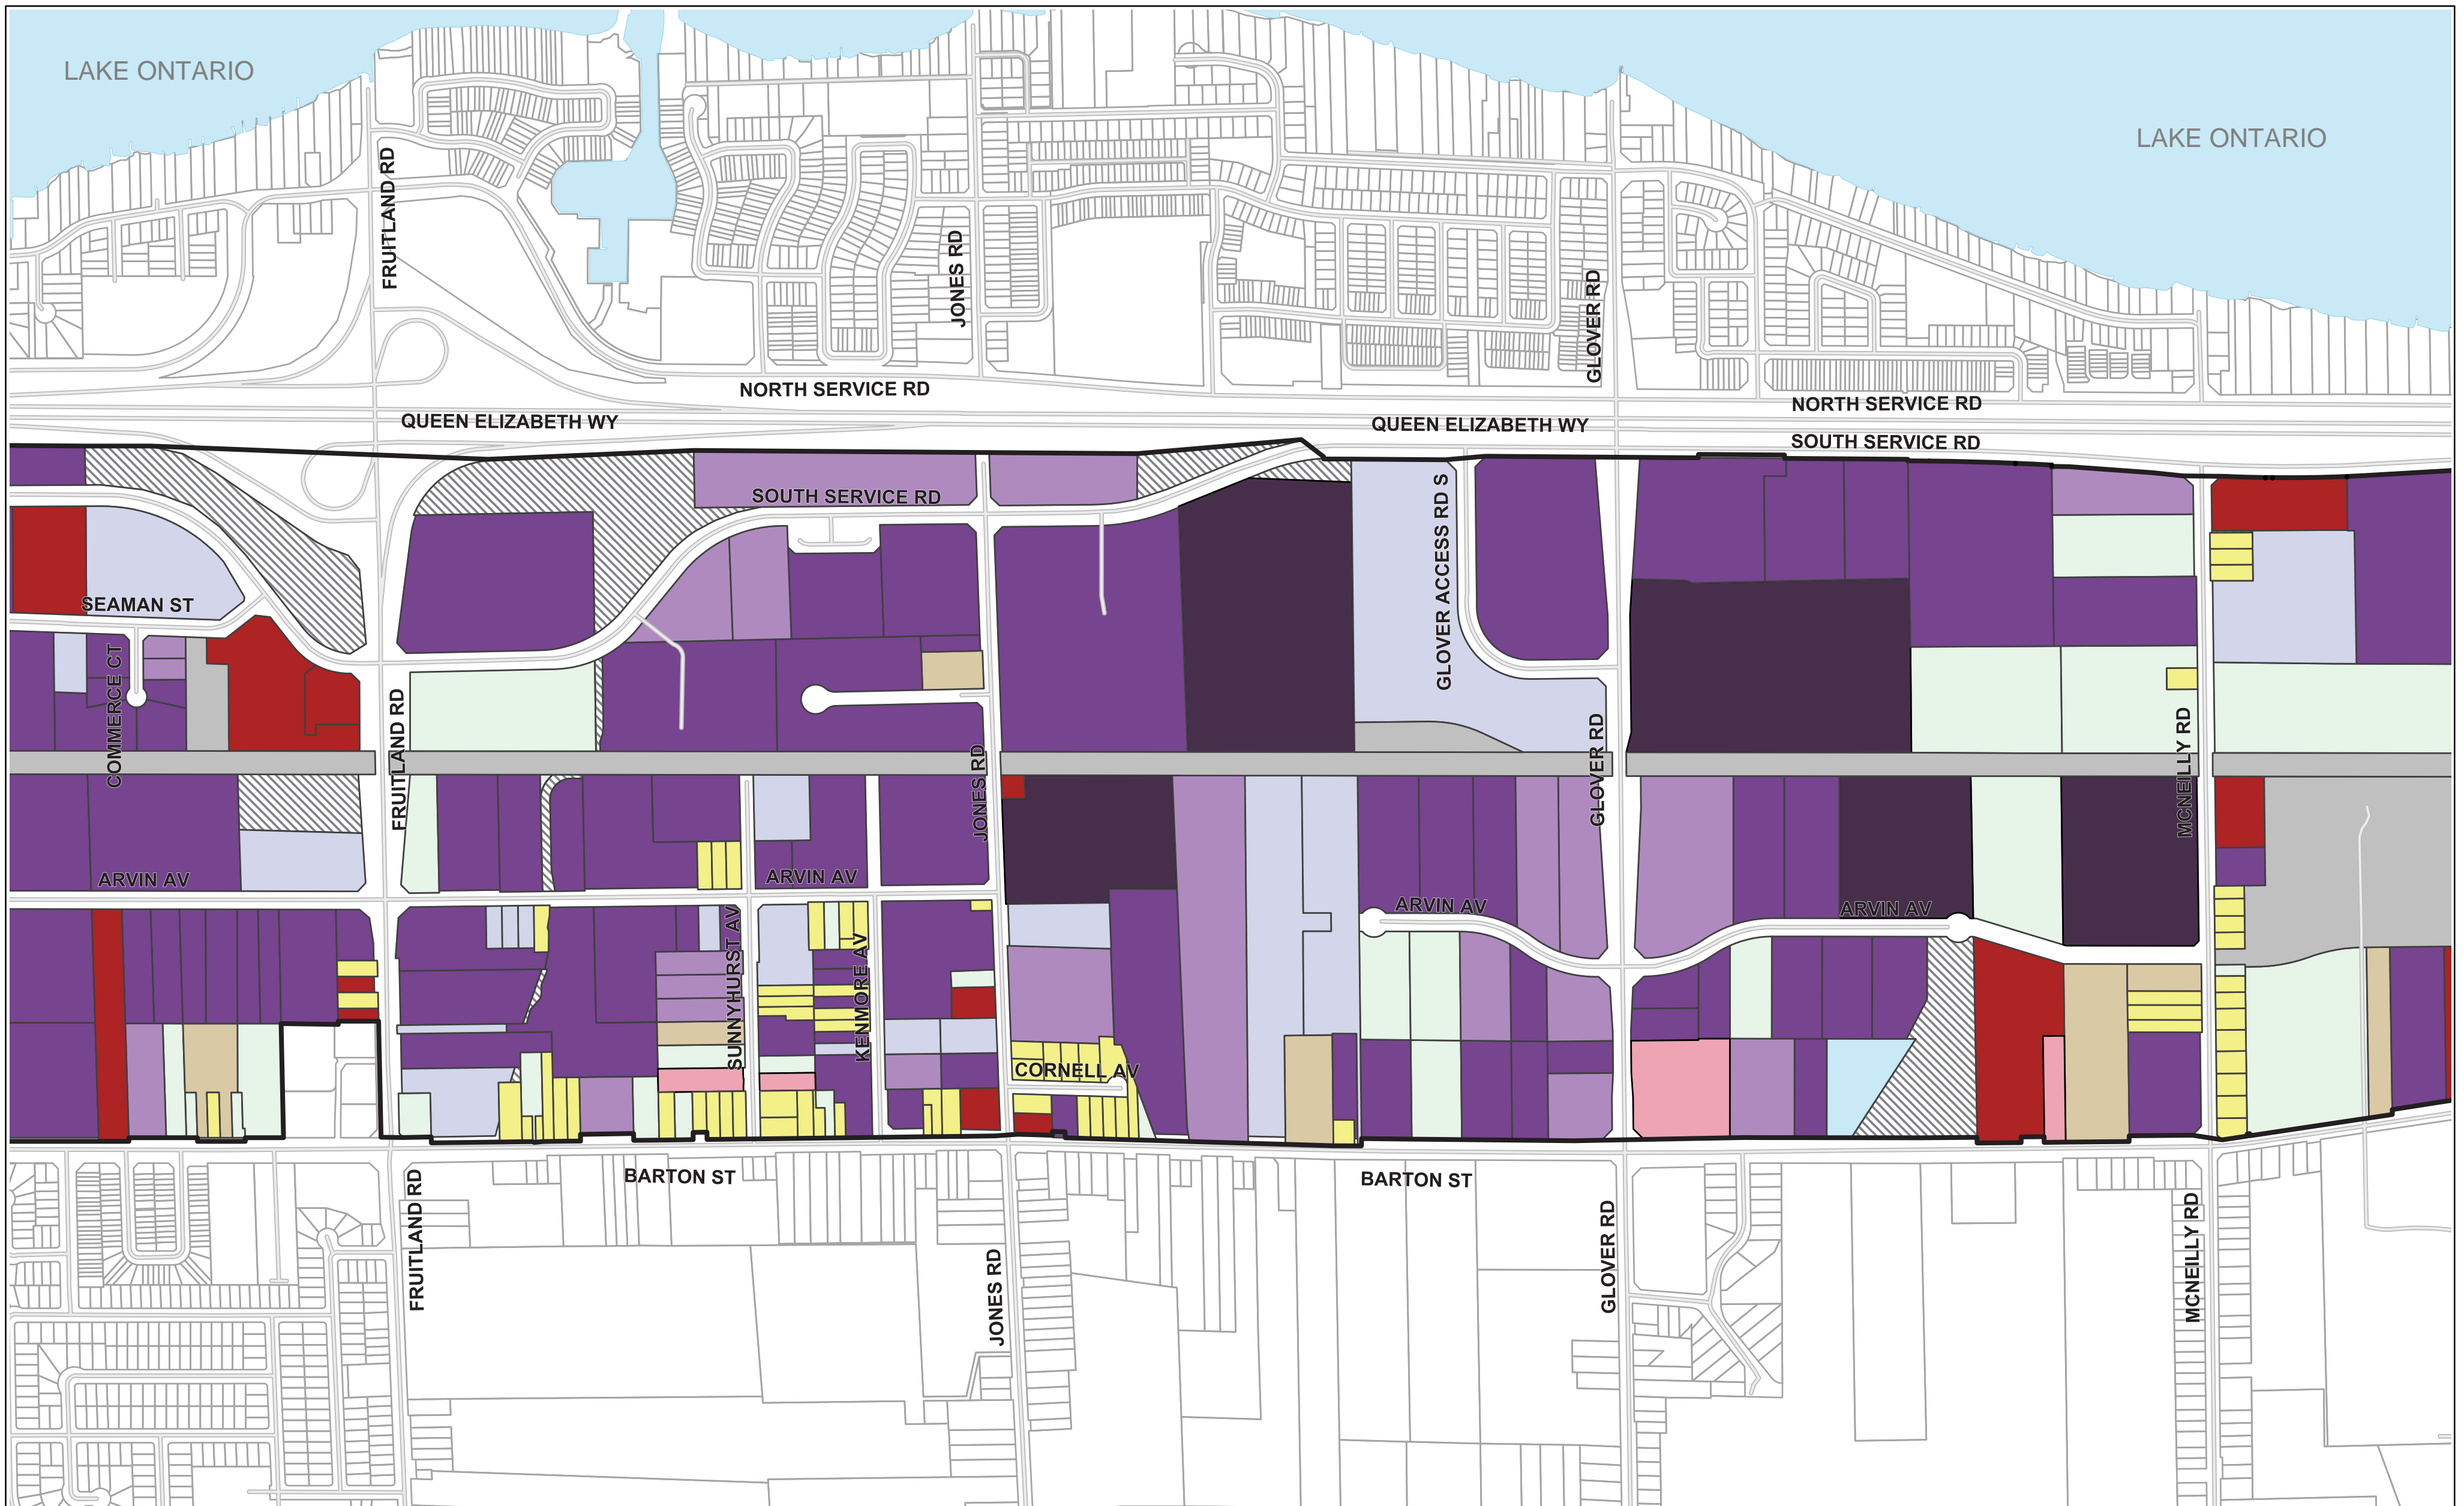 LAKE ONTARIO
LAKE ONTARIO
FRUITLAND RD
JONES RD
GLOVER RD
NORTH SERVICE RD
NORTH SERVICE RD
QUEEN ELIZABETH WY
QUEEN ELIZABETH WY
SOUTH SERVICE RD
SOUTH SERVICE RD
GLOVER ACCESS RD S
SEAMAN ST
COMMERCE CT
FRUITLAND RD
JONES RD
GLOVER RD
MCNEILLY RD
ARVIN AV
ARVIN AV
ARVIN AV
ARVIN AV
SUNNYHURST AV
KENMORE AV
CORNELL AV
BARTON ST
BARTON ST
FRUITLAND RD
JONES RD
GLOVER RD
MCNEILLY RD